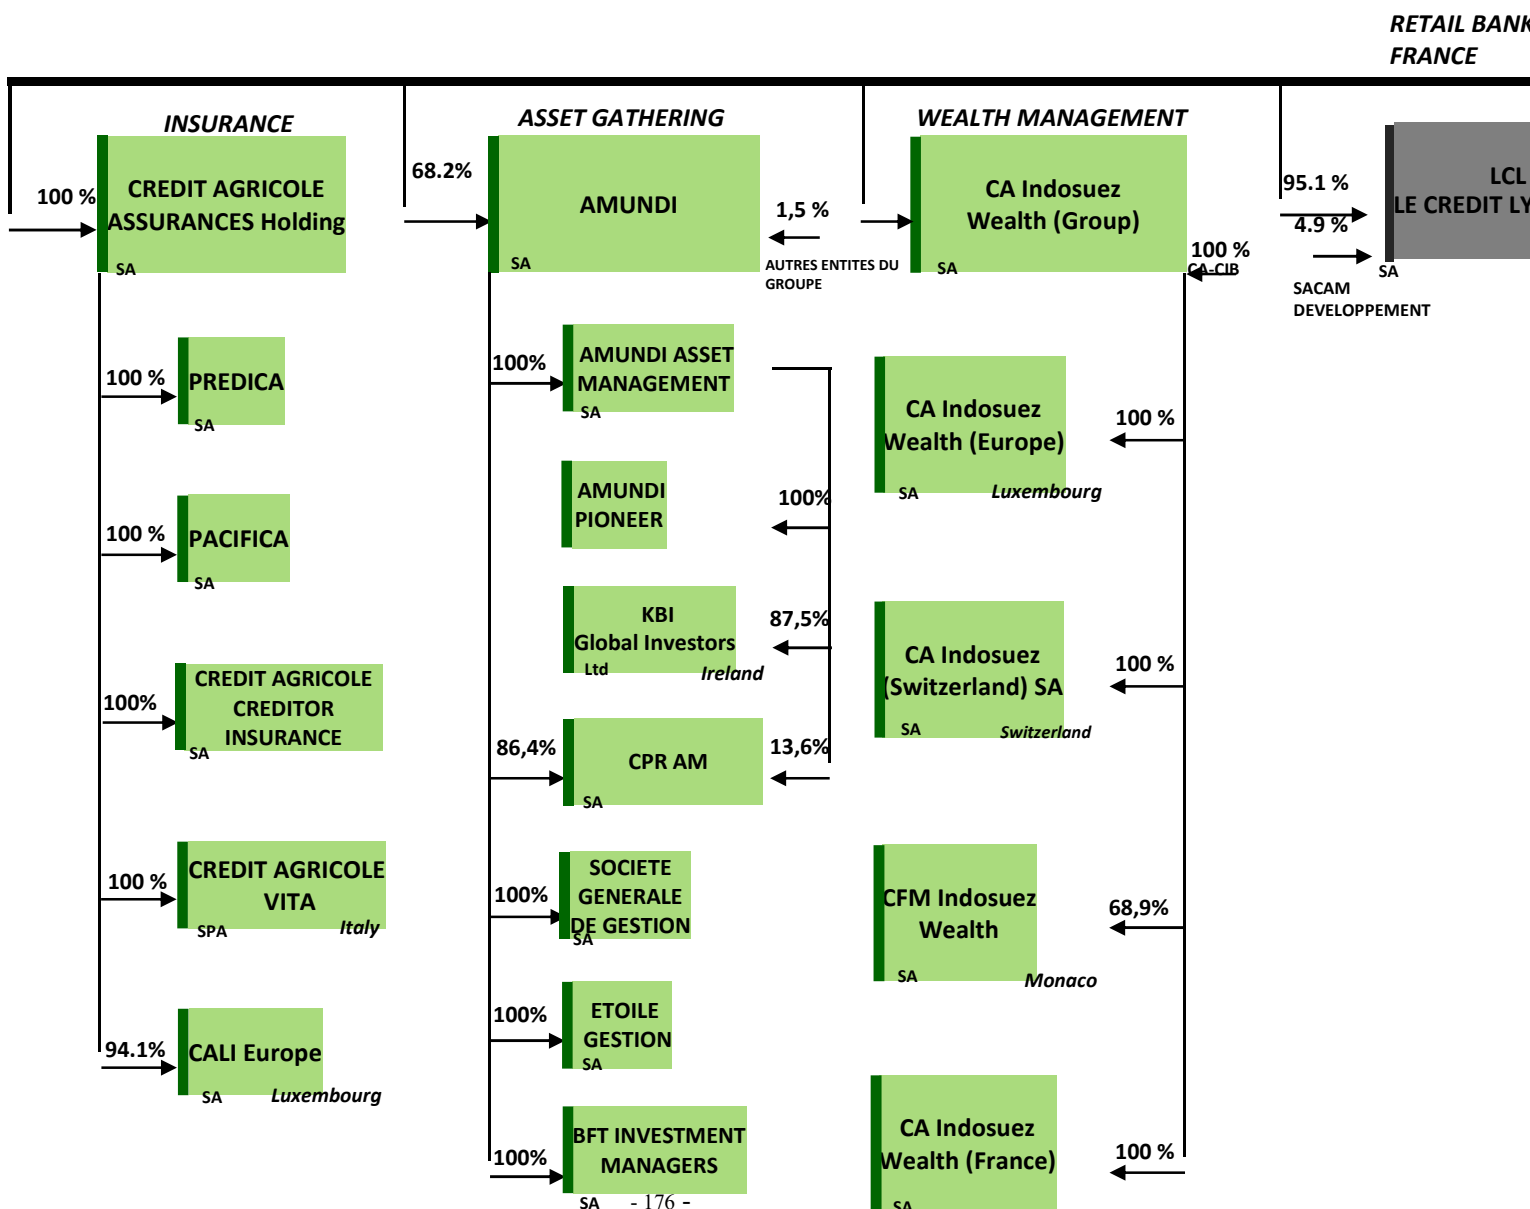 RETAIL BANK
FRANCE
INSURANCE
100 %
CREDIT AGRICOLE
ASSURANCES Holding
SA
100 %
PREDICA
SA
100 %
PACIFICA
SA
100%
CREDIT AGRICOLE
CREDITOR
INSURANCE
SA
100 %
CREDIT AGRICOLE
VITA
SPA
Italy
94.1%
CALI Europe
SA
Luxembourg
ASSET GATHERING
68.2%
AMUNDI
SA
1,5 %
AUTRES ENTITES DU
GROUPE
100%
AMUNDI ASSET
MANAGEMENT
SA
AMUNDI
PIONEER
100%
KBI
Global Investors
Ltd
Ireland
87,5%
86,4%
CPR AM
SA
13,6%
100%
SOCIETE
GENERALE
DE GESTION
SA
100%
ETOILE
GESTION
SA
100%
BFT INVESTMENT
MANAGERS
SA
WEALTH MANAGEMENT
CA Indosuez
Wealth (Group)
SA
100 %
CA-CIB
CA Indosuez
Wealth (Europe)
SA
Luxembourg
100 %
CA Indosuez
(Switzerland) SA
SA
Switzerland
100 %
CFM Indosuez
Wealth
SA
Monaco
68,9%
CA Indosuez
Wealth (France)
SA
100 %
95.1 %
4.9 %
SACAM
DEVELOPPEMENT
LCL
LE CREDIT LY
SA
- 176 -